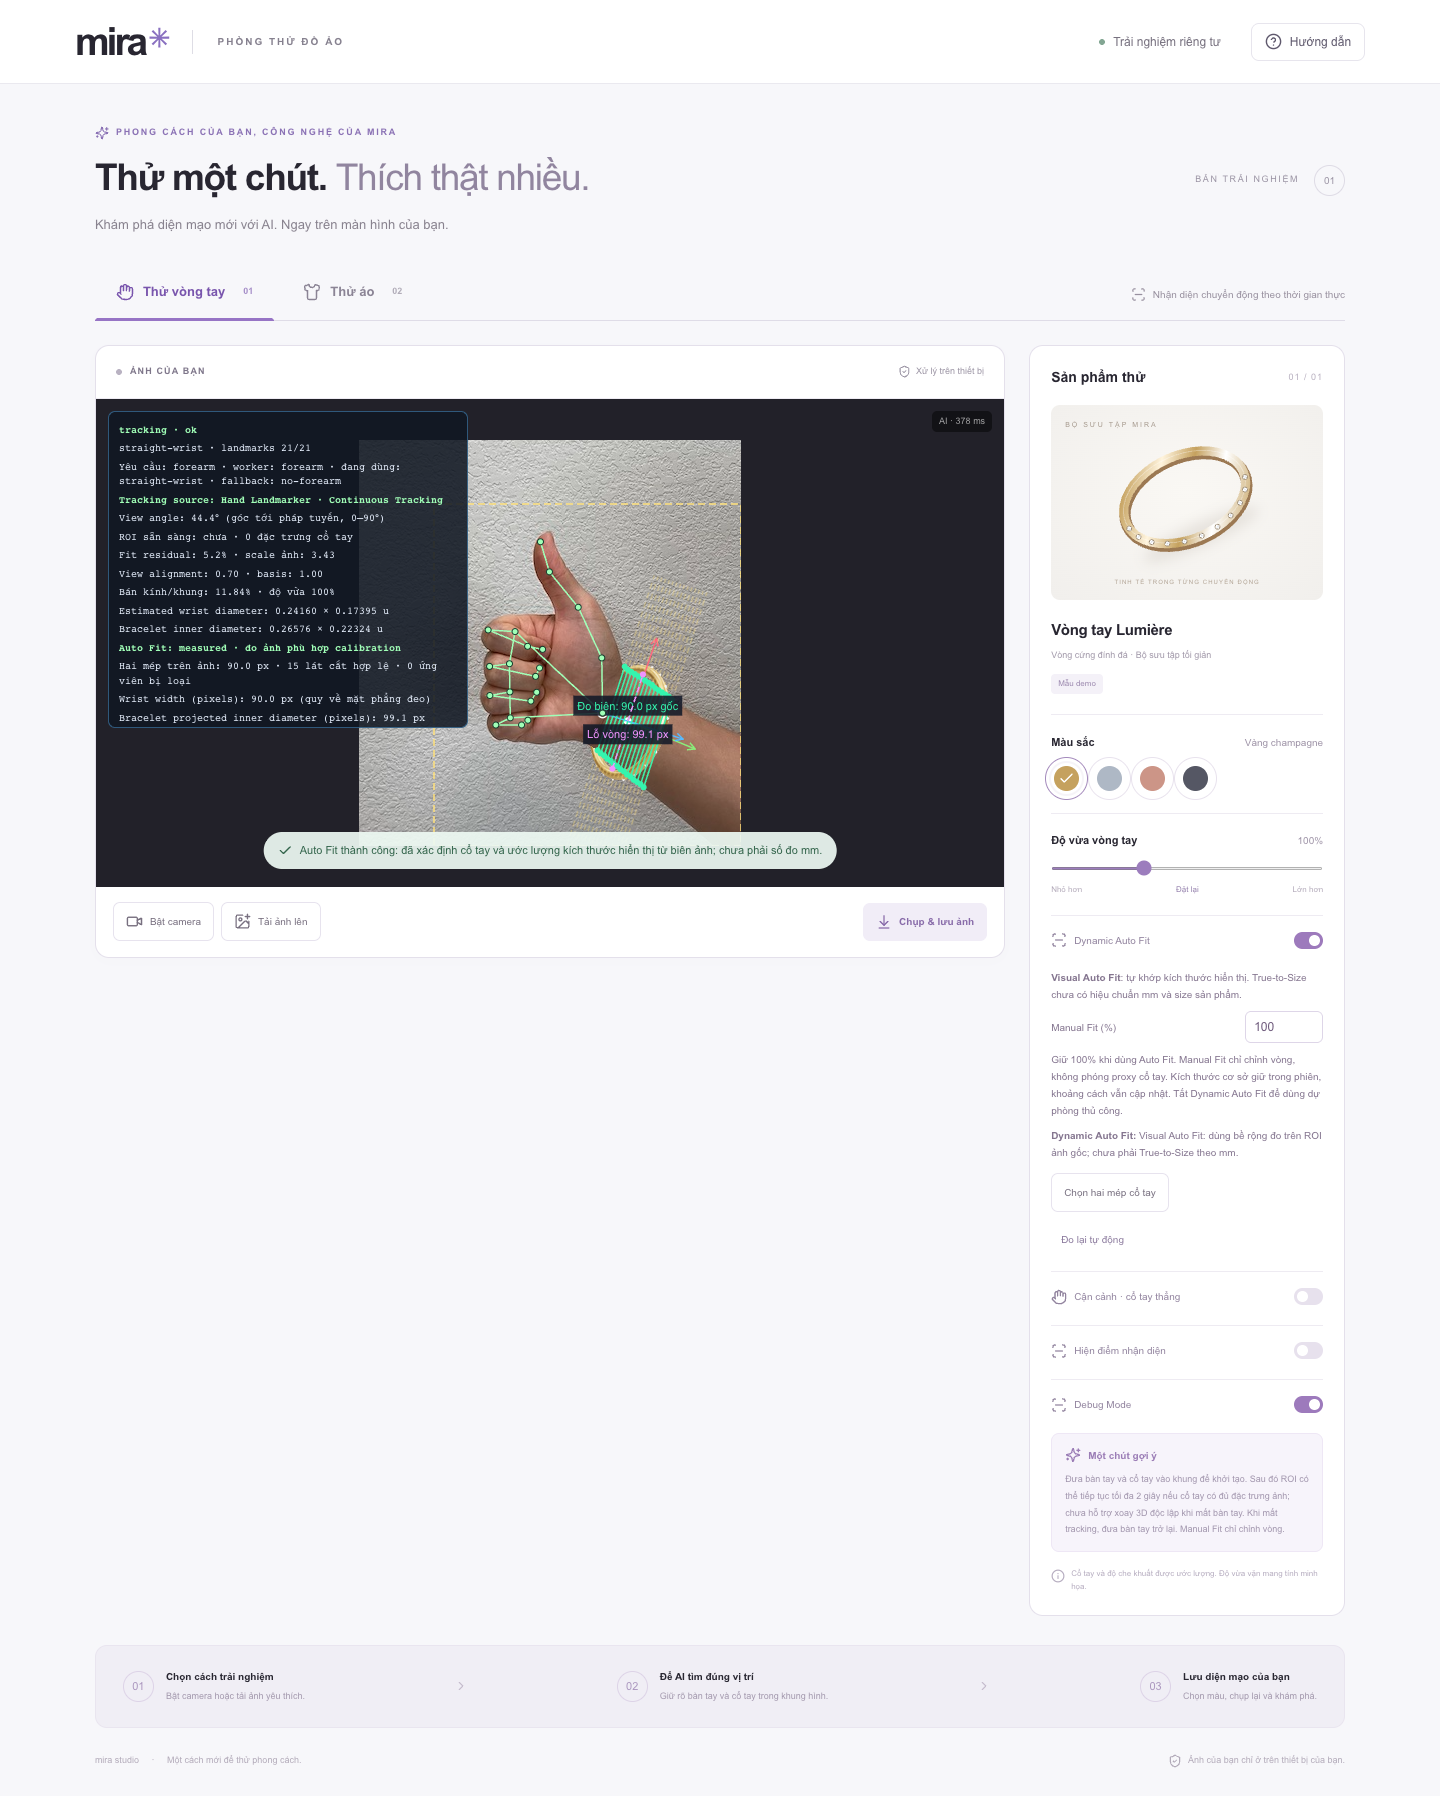 mira
PHÒNG THỬ ĐỒ ẢO
Trải nghiệm riêng tư
Hướng dẫn
PHONG CÁCH CỦA BẠN, CÔNG NGHỆ CỦA MIRA
Thử một chút. Thích thật nhiều.
BẢN TRẢI NGHIỆM 01
Khám phá diện mạo mới với AI. Ngay trên màn hình của bạn.
Thử vòng tay 01
Thử áo 02
Nhận diện chuyển động theo thời gian thực
ẢNH CỦA BẠN
Xử lý trên thiết bị
AI · 378 ms
tracking · ok
straight-wrist · landmarks 21/21
Yêu cầu: forearm · worker: forearm · đang dùng:
straight-wrist · fallback: no-forearm
Tracking source: Hand Landmarker · Continuous Tracking
View angle: 44.4° (góc tới pháp tuyến, 0–90°)
ROI sẵn sàng: chưa · 0 đặc trưng cổ tay
Fit residual: 5.2% · scale ảnh: 3.43
View alignment: 0.70 · basis: 1.00
Bán kính/khung: 11.84% · độ vừa 100%
Estimated wrist diameter: 0.24160 × 0.17395 u
Bracelet inner diameter: 0.26576 × 0.22324 u
Auto Fit: measured · đo ảnh phù hợp calibration
Hai mép trên ảnh: 90.0 px · 15 lát cắt hợp lệ · 0 ứng
viên bị loại
Wrist width (pixels): 90.0 px (quy về mặt phẳng đeo)
Bracelet projected inner diameter (pixels): 99.1 px
Đo biên: 90.0 px gốc
Lỗ vòng: 99.1 px
Auto Fit thành công: đã xác định cổ tay và ước lượng kích thước hiển thị từ biên ảnh; chưa phải số đo mm.
Bật camera
Tải ảnh lên
Chụp & lưu ảnh
Sản phẩm thử
01 / 01
BỘ SƯU TẬP MIRA
TINH TẾ TRONG TỪNG CHUYỂN ĐỘNG
Vòng tay Lumière
Vòng cứng đính đá · Bộ sưu tập tối giản
Mẫu demo
Màu sắc
Vàng champagne
Độ vừa vòng tay
100%
Nhỏ hơn
Đặt lại
Lớn hơn
Dynamic Auto Fit
Visual Auto Fit: tự khớp kích thước hiển thị. True-to-Size
chưa có hiệu chuẩn mm và size sản phẩm.
Manual Fit (%)
100
Giữ 100% khi dùng Auto Fit. Manual Fit chỉ chỉnh vòng,
không phóng proxy cổ tay. Kích thước cơ sở giữ trong phiên,
khoảng cách vẫn cập nhật. Tắt Dynamic Auto Fit để dùng dự
phòng thủ công.
Dynamic Auto Fit: Visual Auto Fit: dùng bề rộng đo trên ROI
ảnh gốc; chưa phải True-to-Size theo mm.
Chọn hai mép cổ tay
Đo lại tự động
Cận cảnh · cổ tay thẳng
Hiện điểm nhận diện
Debug Mode
Một chút gợi ý
Đưa bàn tay và cổ tay vào khung để khởi tạo. Sau đó ROI có
thể tiếp tục tối đa 2 giây nếu cổ tay có đủ đặc trưng ảnh;
chưa hỗ trợ xoay 3D độc lập khi mất bàn tay. Khi mất
tracking, đưa bàn tay trở lại. Manual Fit chỉ chỉnh vòng.
Cổ tay và độ che khuất được ước lượng. Độ vừa vẫn mang tính minh
họa.
01
Chọn cách trải nghiệm
Bật camera hoặc tải ảnh yêu thích.
02
Để AI tìm đúng vị trí
Giữ rõ bàn tay và cổ tay trong khung hình.
03
Lưu diện mạo của bạn
Chọn màu, chụp lại và khám phá.
mira studio · Một cách mới để thử phong cách.
Ảnh của bạn chỉ ở trên thiết bị của bạn.